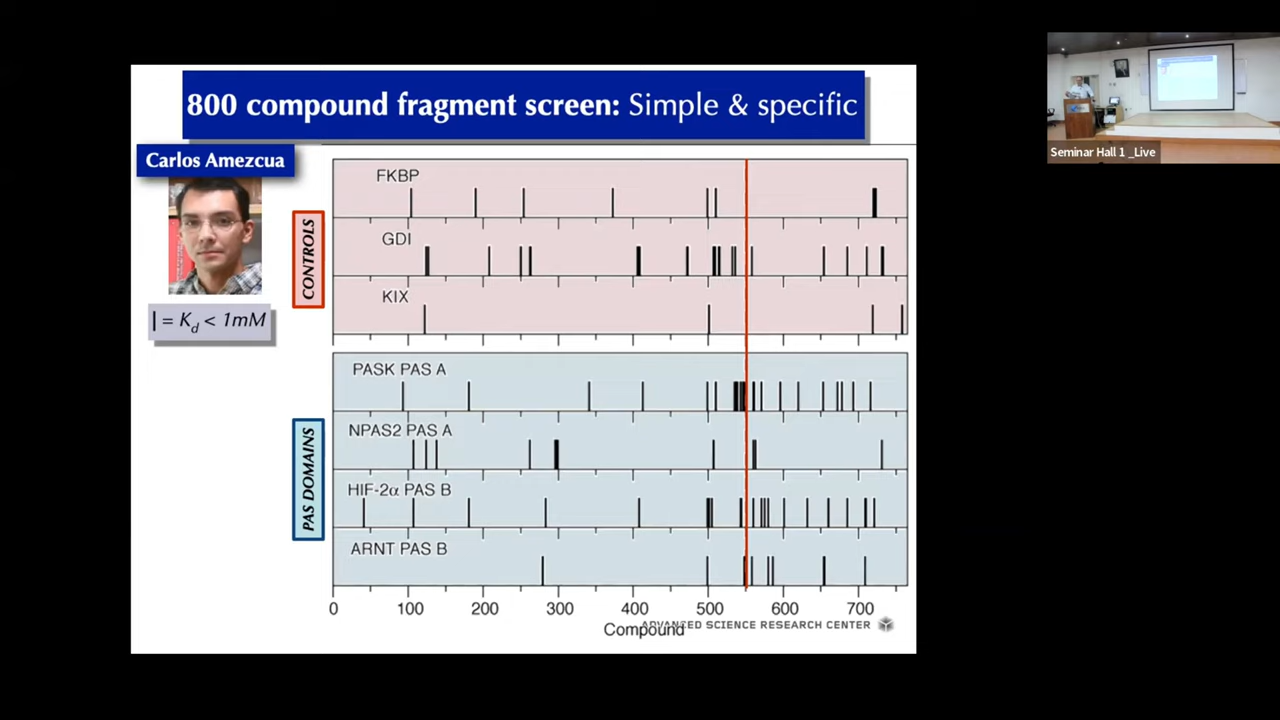 800 compound fragment screen: Simple & specific
Carlos Amezcua
| = Kd < 1mM
CONTROLS
FKBP
GDI
KIX
PAS DOMAINS
PASK PAS A
NPAS2 PAS A
HIF-2α PAS B
ARNT PAS B
0 100 200 300 400 500 600 700
Compound
ADVANCED SCIENCE RESEARCH CENTER
Seminar Hall 1 _Live